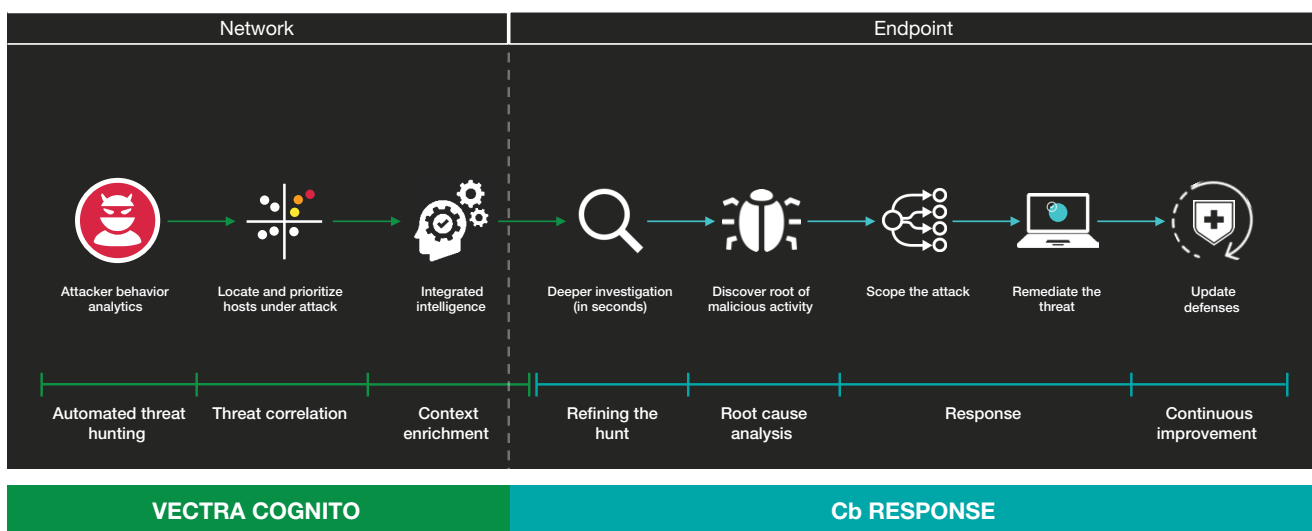 Network
Endpoint
Attacker behavior
analytics
Locate and prioritize
hosts under attack
Integrated
intelligence
Deeper investigation
(in seconds)
Discover root of
malicious activity
Scope the attack
Remediate the
threat
Update
defenses
Automated threat
hunting
Threat correlation
Context
enrichment
Refining the
hunt
Root cause
analysis
Response
Continuous
improvement
VECTRA COGNITO
Cb RESPONSE